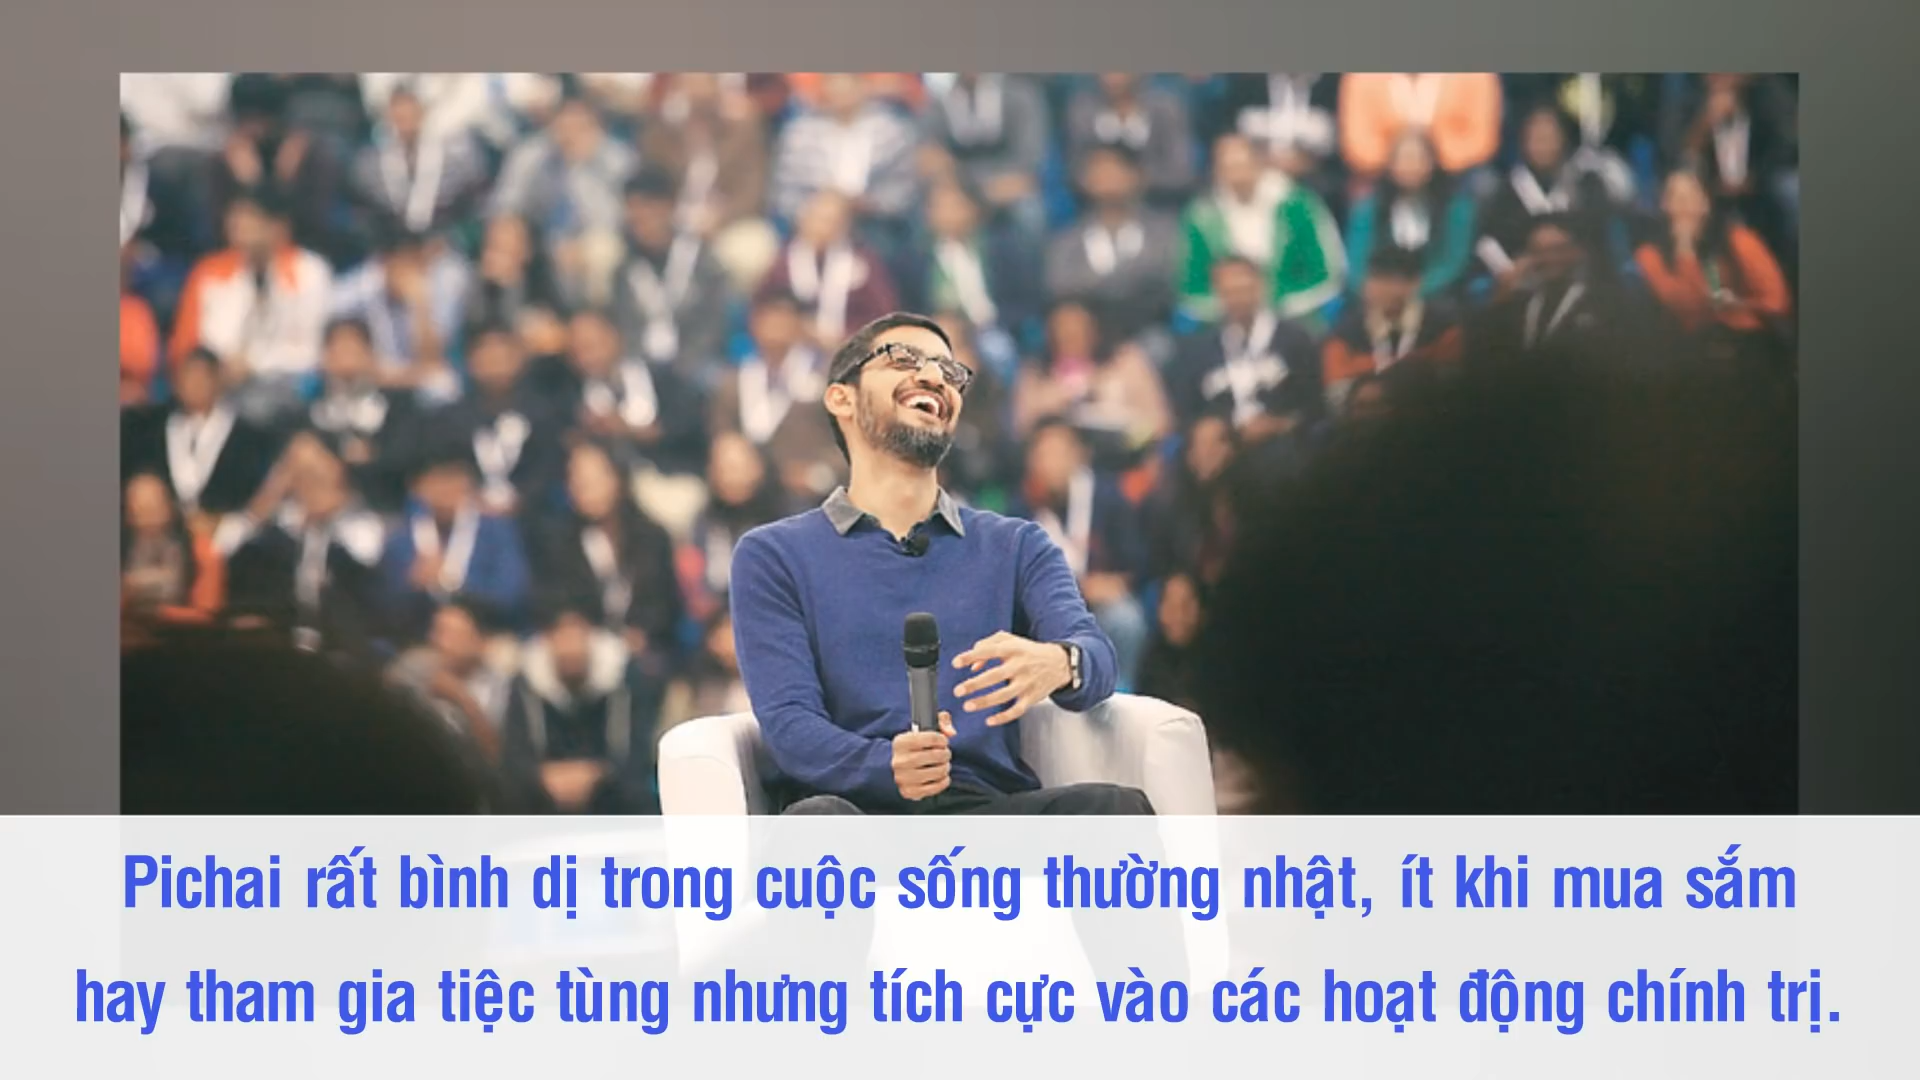 Pichai rất bình dị trong cuộc sống thường nhật, ít khi mua sắm
hay tham gia tiệc tùng nhưng tích cực vào các hoạt động chính trị.